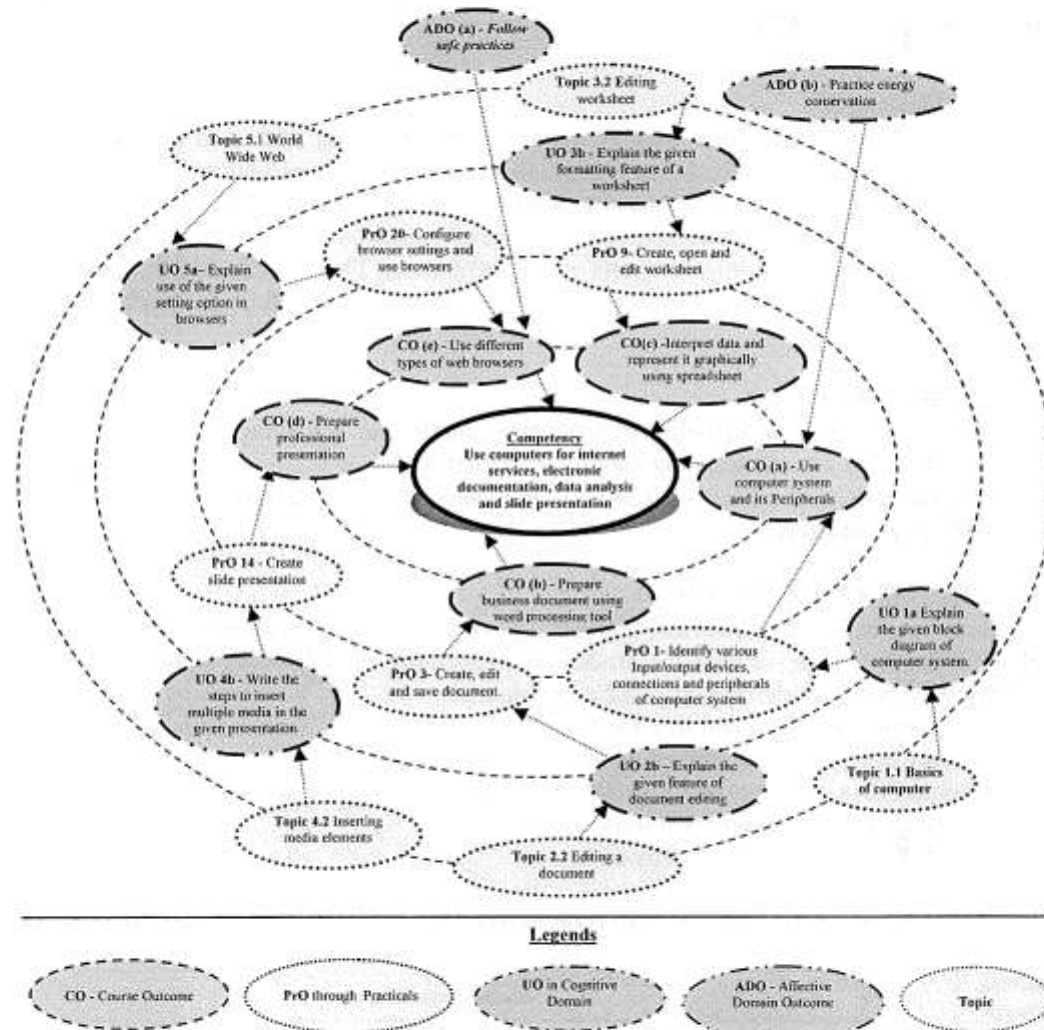 ADO (a) - Follow
safe practices
Topic 3.2 Editing
worksheet
ADO (b) - Practice energy
conservation
Topic 5.1 World
Wide Web
UO 3b - Explain the given
formatting feature of a
worksheet
PrO 20- Configure
browser settings and
use browsers
PrO 9- Create, open and
edit worksheet
UO 5a- Explain
use of the given
setting option in
browsers
CO (e) - Use different
types of web browsers
CO(c) -Interpret data and
represent it graphically
using spreadsheet
CO (d) - Prepare
professional
presentation
Competency
Use computers for internet
services, electronic
documentation, data analysis
and slide presentation
CO (a) - Use
computer system
and its Peripherals
PrO 14 - Create
slide presentation
CO (b) - Prepare
business document using
word processing tool
UO 1a Explain
the given block
diagram of
computer system.
PrO 1- Identify various
Input/output devices,
connections and peripherals
of computer system
PrO 3- Create, edit
and save document.
UO 4b - Write the
steps to insert
multiple media in the
given presentation.
UO 2b - Explain the
given feature of
document editing
Topic 1.1 Basics
of computer
Topic 4.2 Inserting
media elements
Topic 2.2 Editing a
document
Legends
CO - Course Outcome
PrO through Practicals
UO in Cognitive
Domain
ADO - Affective
Domain Outcome
Topic